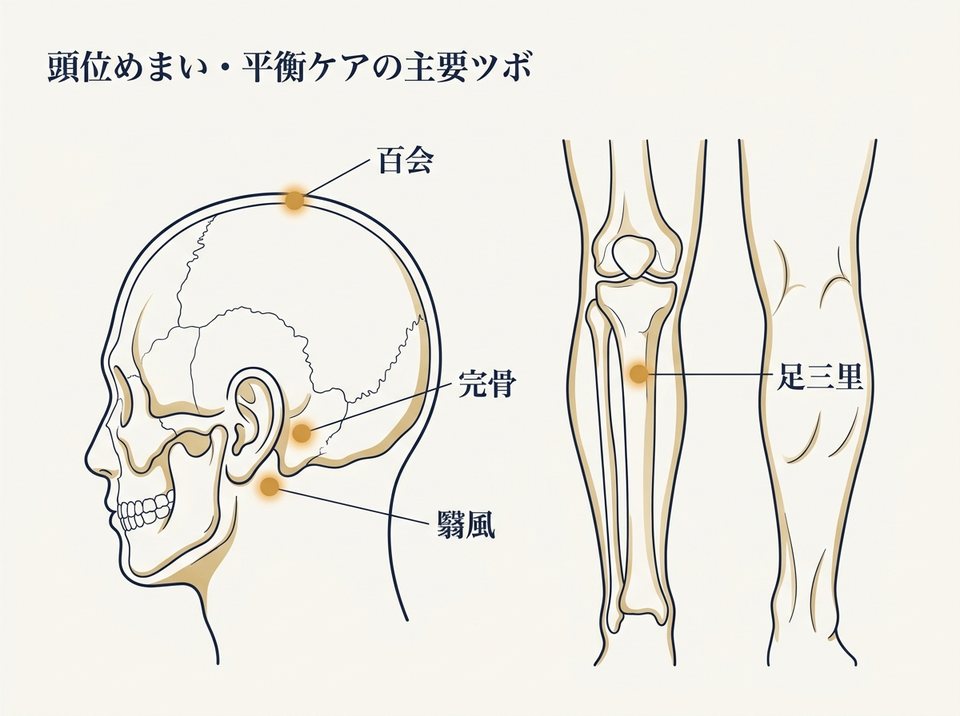 頭位めまい・平衡ケアの主要ツボ
百会
完骨
翳風
足三里